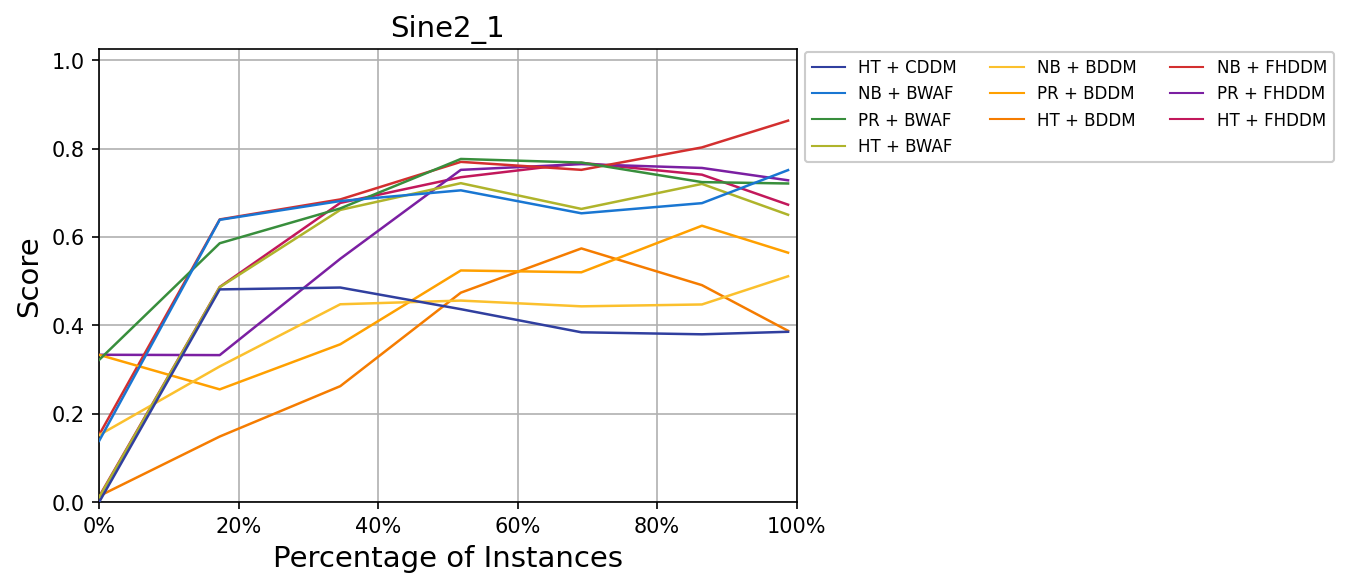 Sine2_1
1.0
0.8
0.6
0.4
0.2
0.0
Score
0% 20% 40% 60% 80% 100%
Percentage of Instances
HT + CDDM
NB + BWAF
PR + BWAF
HT + BWAF
NB + BDDM
PR + BDDM
HT + BDDM
NB + FHDDM
PR + FHDDM
HT + FHDDM